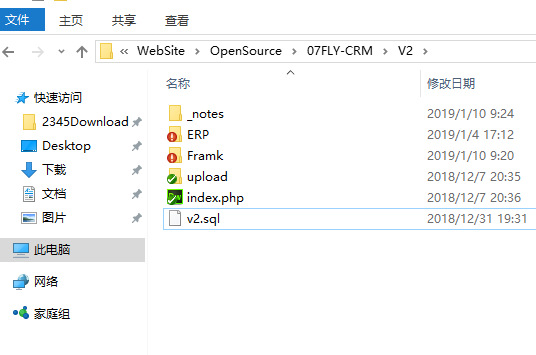 文件 主页 共享 查看
« WebSite > OpenSource > 07FLY-CRM > V2 >
名称 修改日期
快速访问
2345Download
Desktop
下载
文档
图片
此电脑
网络
家庭组
_notes 2019/1/10 9:24
ERP 2019/1/4 17:12
Framk 2019/1/10 9:20
upload 2018/12/7 20:35
index.php 2018/12/7 20:36
v2.sql 2018/12/31 19:31